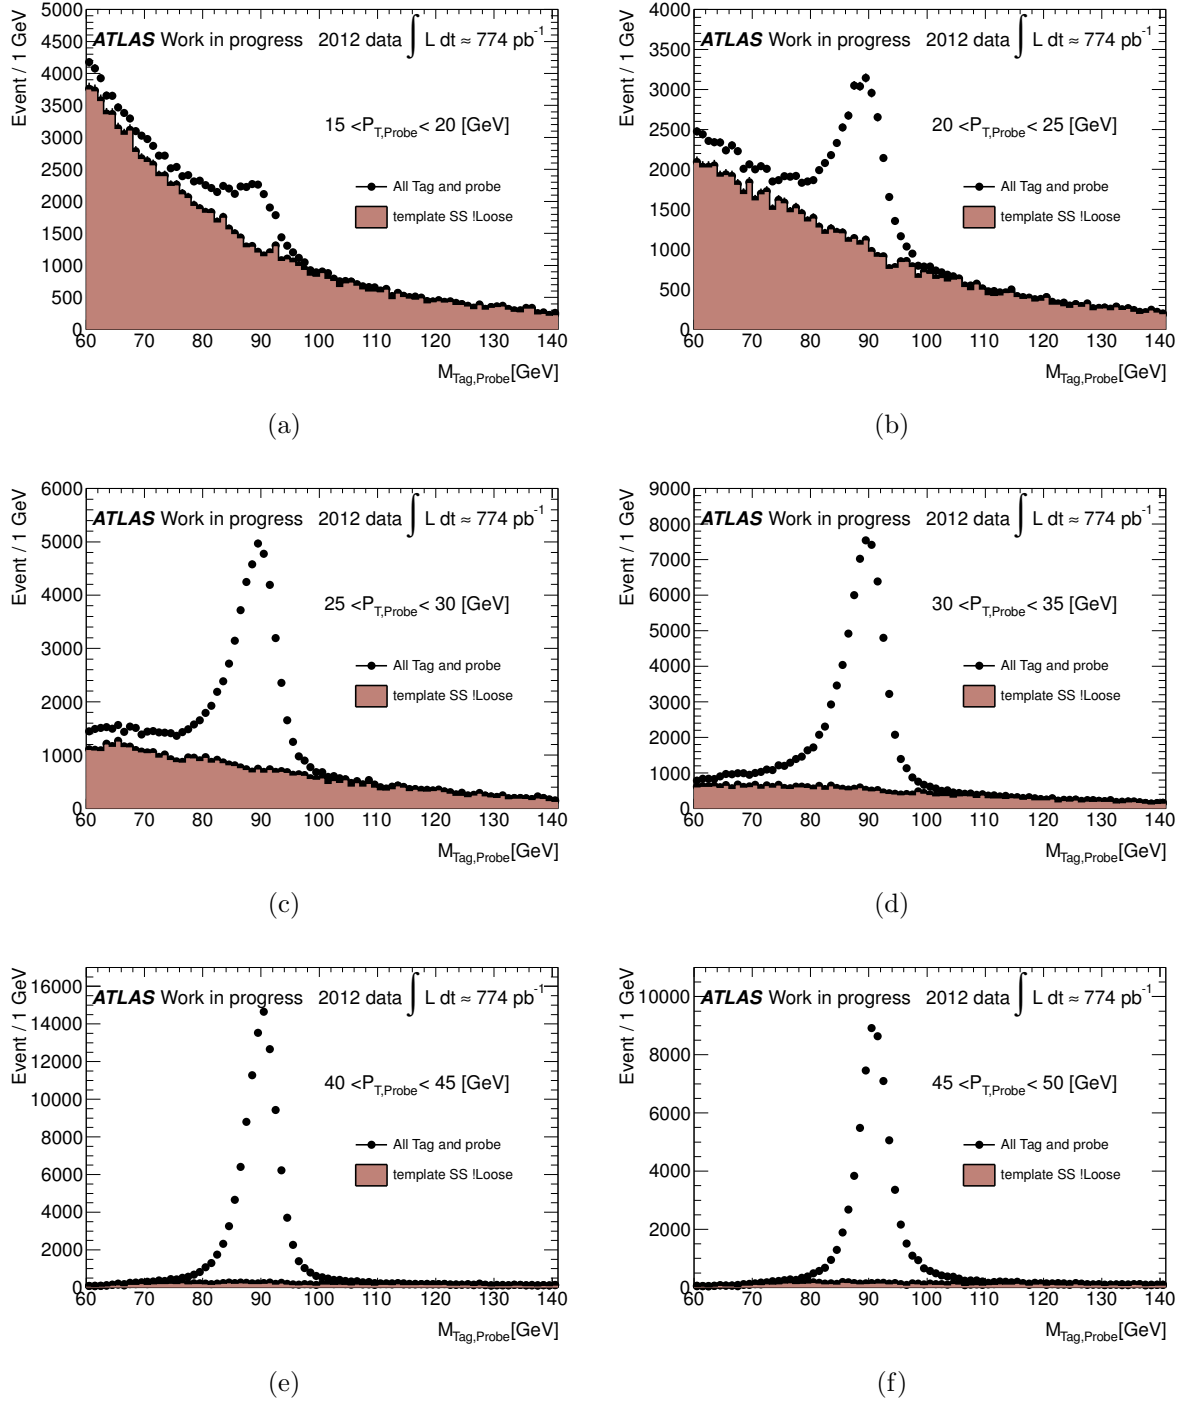 Event / 1 GeV
5000
4500
4000
3500
3000
2500
2000
1500
1000
500
0
ATLAS Work in progress 2012 data ∫ L dt ≈ 774 pb-1
15 <PT,Probe< 20 [GeV]
All Tag and probe
template SS !Loose
60 70 80 90 100 110 120 130 140
MTag,Probe[GeV]
(a)
Event / 1 GeV
4000
3500
3000
2500
2000
1500
1000
500
0
ATLAS Work in progress 2012 data ∫ L dt ≈ 774 pb-1
20 <PT,Probe< 25 [GeV]
All Tag and probe
template SS !Loose
60 70 80 90 100 110 120 130 140
MTag,Probe[GeV]
(b)
Event / 1 GeV
6000
5000
4000
3000
2000
1000
0
ATLAS Work in progress 2012 data ∫ L dt ≈ 774 pb-1
25 <PT,Probe< 30 [GeV]
All Tag and probe
template SS !Loose
60 70 80 90 100 110 120 130 140
MTag,Probe[GeV]
(c)
Event / 1 GeV
9000
8000
7000
6000
5000
4000
3000
2000
1000
0
ATLAS Work in progress 2012 data ∫ L dt ≈ 774 pb-1
30 <PT,Probe< 35 [GeV]
All Tag and probe
template SS !Loose
60 70 80 90 100 110 120 130 140
MTag,Probe[GeV]
(d)
Event / 1 GeV
16000
14000
12000
10000
8000
6000
4000
2000
0
ATLAS Work in progress 2012 data ∫ L dt ≈ 774 pb-1
40 <PT,Probe< 45 [GeV]
All Tag and probe
template SS !Loose
60 70 80 90 100 110 120 130 140
MTag,Probe[GeV]
(e)
Event / 1 GeV
10000
8000
6000
4000
2000
0
ATLAS Work in progress 2012 data ∫ L dt ≈ 774 pb-1
45 <PT,Probe< 50 [GeV]
All Tag and probe
template SS !Loose
60 70 80 90 100 110 120 130 140
MTag,Probe[GeV]
(f)